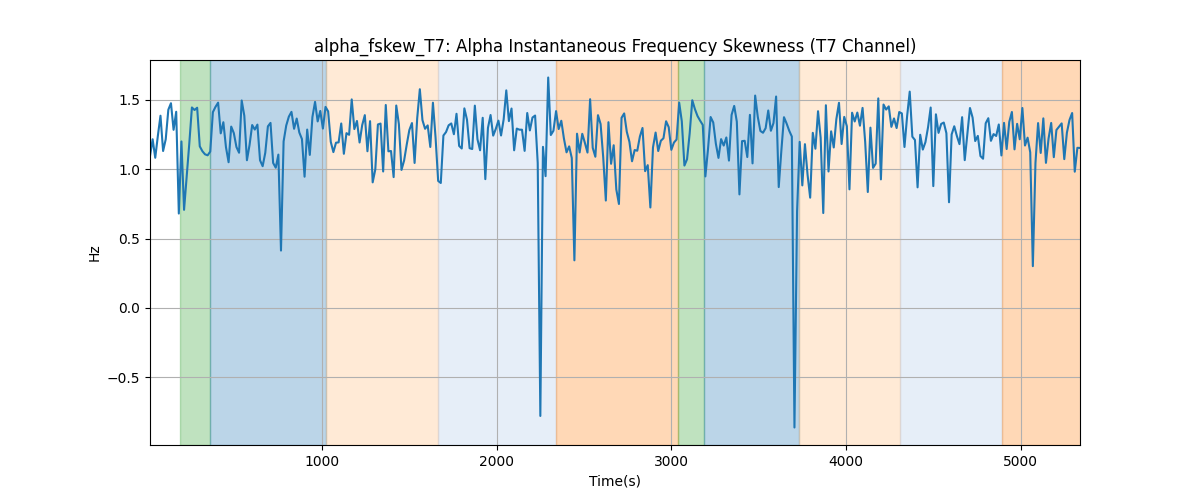 alpha_fskew_T7: Alpha Instantaneous Frequency Skewness (T7 Channel)
1.5
1.0
0.5
0.0
−0.5
Hz
1000 2000 3000 4000 5000
Time(s)